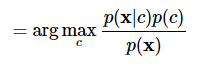 = arg max_c p(x|c)p(c) / p(x)